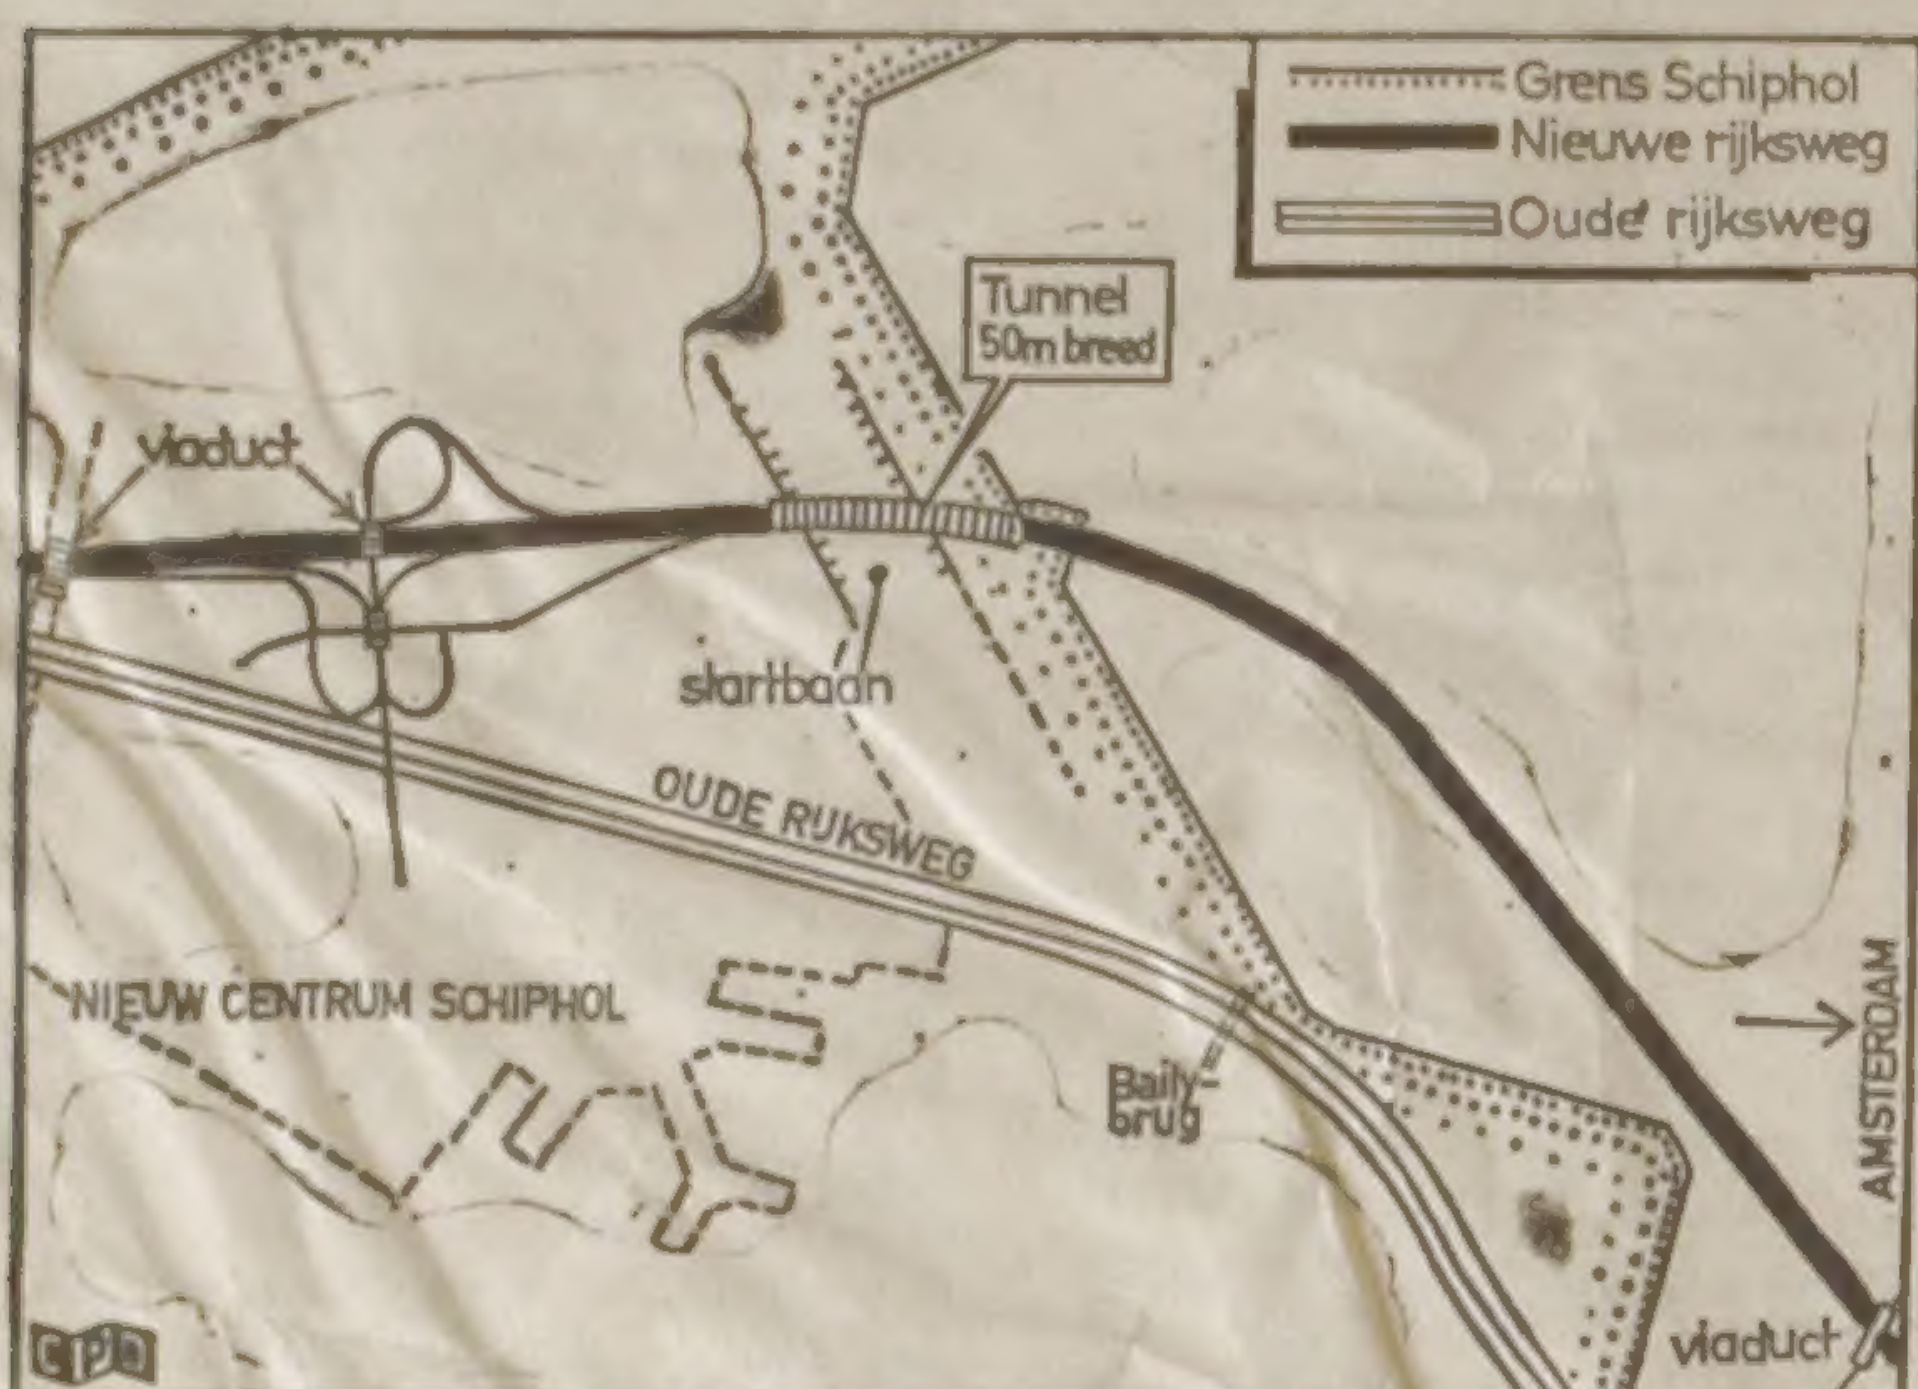 Grens Schiphol
Nieuwe rijksweg
Oude rijksweg
Tunnel
50m breed
viaduct
startbaan
OUDE RIJKSWEG
NIEUW CENTRUM SCHIPHOL
Baily-
brug
AMSTERDAM
viaduct